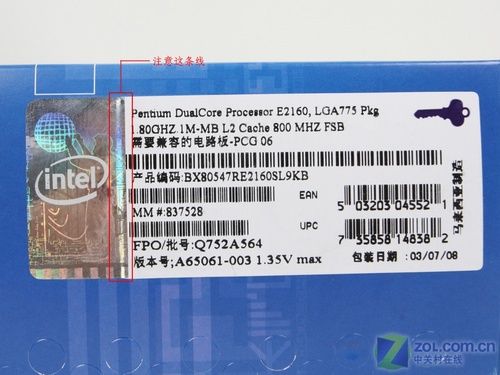 注意这条线
Pentium DualCore Processor E2160, LGA775 Pkg
1.80GHZ 1M-MB L2 Cache 800 MHZ FSB
需要兼容的电路板-PCG 06
产品编码:BX80547RE2160SL9KB
EAN
5 03203 04552 1
MM #:837528
UPC
7 35858 14838 2
FPO/批号:Q752A564
版本号:A65061-003 1.35V max
包装日期:03/07/08
马来西亚制造
intel
zol.com.cn
中关村在线